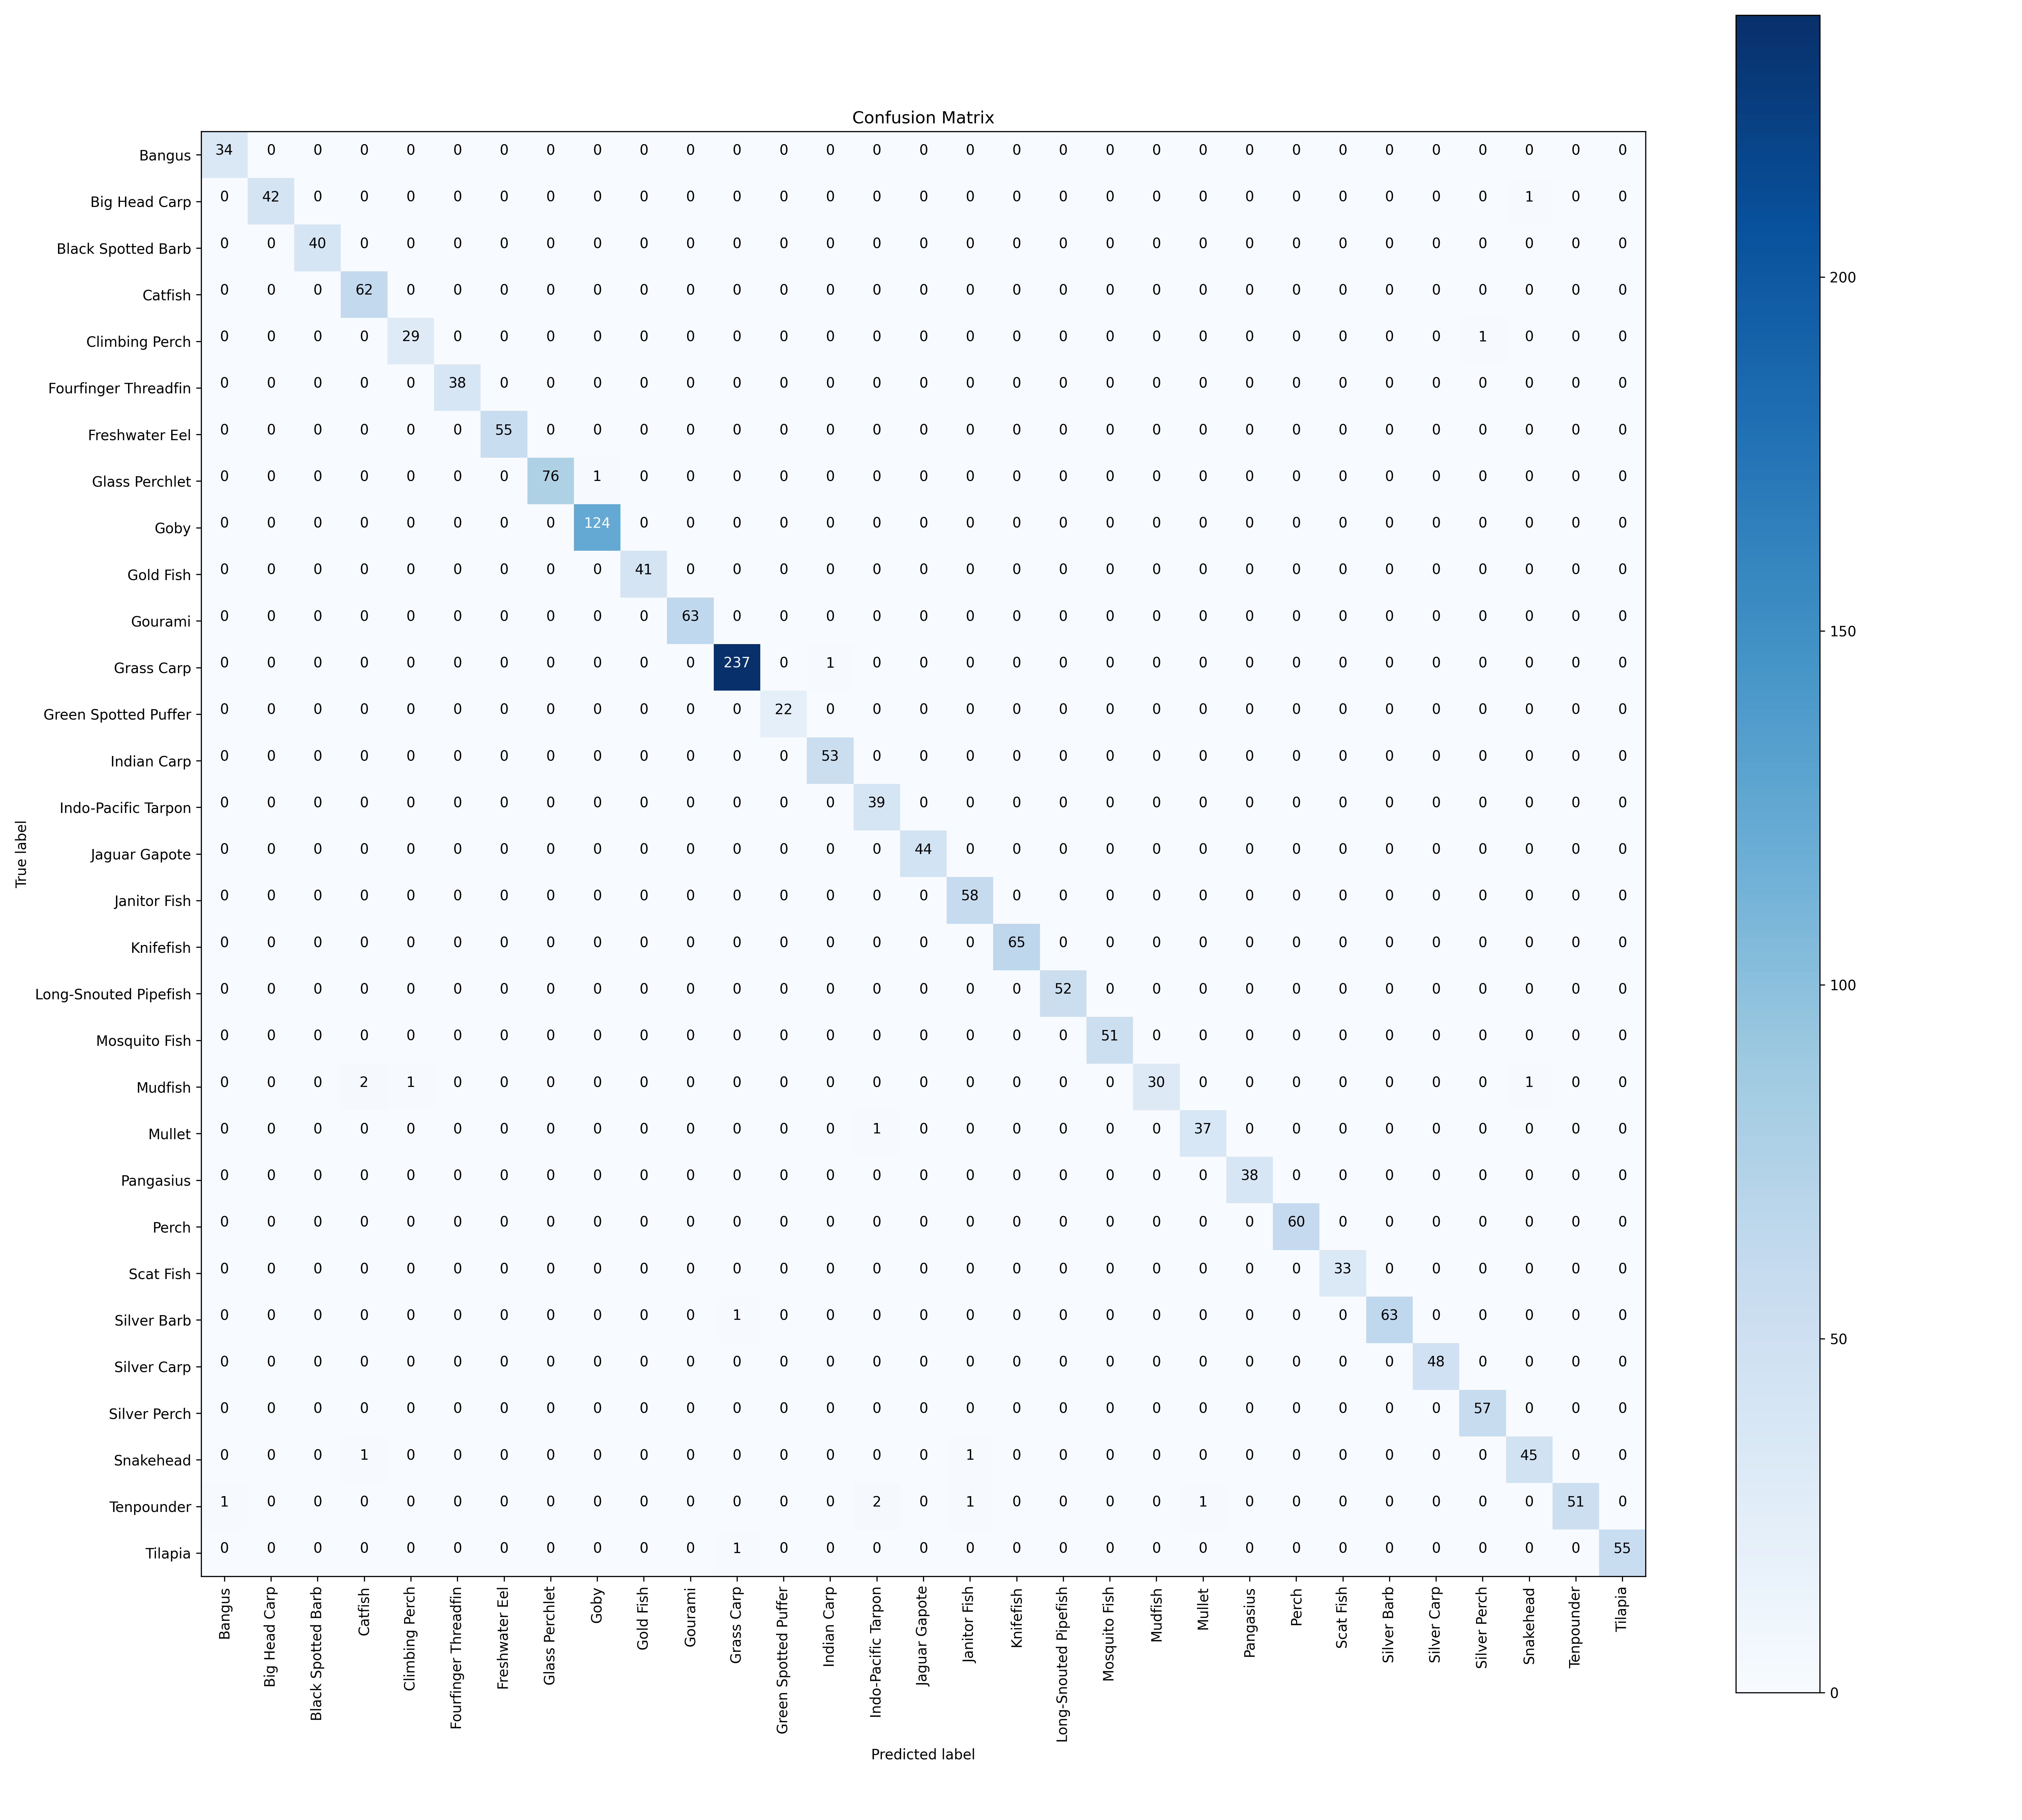 Confusion Matrix
Bangus 34 0 0 0 0 0 0 0 0 0 0 0 0 0 0 0 0 0 0 0 0 0 0 0 0 0 0 0 0 0 0
Big Head Carp 0 42 0 0 0 0 0 0 0 0 0 0 0 0 0 0 0 0 0 0 0 0 0 0 0 0 0 0 1 0 0
Black Spotted Barb 0 0 40 0 0 0 0 0 0 0 0 0 0 0 0 0 0 0 0 0 0 0 0 0 0 0 0 0 0 0 0
Catfish 0 0 0 62 0 0 0 0 0 0 0 0 0 0 0 0 0 0 0 0 0 0 0 0 0 0 0 0 0 0 0
Climbing Perch 0 0 0 0 29 0 0 0 0 0 0 0 0 0 0 0 0 0 0 0 0 0 0 0 0 0 0 1 0 0 0
Fourfinger Threadfin 0 0 0 0 0 38 0 0 0 0 0 0 0 0 0 0 0 0 0 0 0 0 0 0 0 0 0 0 0 0 0
Freshwater Eel 0 0 0 0 0 0 55 0 0 0 0 0 0 0 0 0 0 0 0 0 0 0 0 0 0 0 0 0 0 0 0
Glass Perchlet 0 0 0 0 0 0 0 76 1 0 0 0 0 0 0 0 0 0 0 0 0 0 0 0 0 0 0 0 0 0 0
Goby 0 0 0 0 0 0 0 0 124 0 0 0 0 0 0 0 0 0 0 0 0 0 0 0 0 0 0 0 0 0 0
Gold Fish 0 0 0 0 0 0 0 0 0 41 0 0 0 0 0 0 0 0 0 0 0 0 0 0 0 0 0 0 0 0 0
Gourami 0 0 0 0 0 0 0 0 0 0 63 0 0 0 0 0 0 0 0 0 0 0 0 0 0 0 0 0 0 0 0
Grass Carp 0 0 0 0 0 0 0 0 0 0 0 237 0 1 0 0 0 0 0 0 0 0 0 0 0 0 0 0 0 0 0
Green Spotted Puffer 0 0 0 0 0 0 0 0 0 0 0 0 22 0 0 0 0 0 0 0 0 0 0 0 0 0 0 0 0 0 0
Indian Carp 0 0 0 0 0 0 0 0 0 0 0 0 0 53 0 0 0 0 0 0 0 0 0 0 0 0 0 0 0 0 0
Indo-Pacific Tarpon 0 0 0 0 0 0 0 0 0 0 0 0 0 0 39 0 0 0 0 0 0 0 0 0 0 0 0 0 0 0 0
Jaguar Gapote 0 0 0 0 0 0 0 0 0 0 0 0 0 0 0 44 0 0 0 0 0 0 0 0 0 0 0 0 0 0 0
Janitor Fish 0 0 0 0 0 0 0 0 0 0 0 0 0 0 0 0 58 0 0 0 0 0 0 0 0 0 0 0 0 0 0
Knifefish 0 0 0 0 0 0 0 0 0 0 0 0 0 0 0 0 0 65 0 0 0 0 0 0 0 0 0 0 0 0 0
Long-Snouted Pipefish 0 0 0 0 0 0 0 0 0 0 0 0 0 0 0 0 0 0 52 0 0 0 0 0 0 0 0 0 0 0 0
Mosquito Fish 0 0 0 0 0 0 0 0 0 0 0 0 0 0 0 0 0 0 0 51 0 0 0 0 0 0 0 0 0 0 0
Mudfish 0 0 0 2 1 0 0 0 0 0 0 0 0 0 0 0 0 0 0 0 30 0 0 0 0 0 0 0 1 0 0
Mullet 0 0 0 0 0 0 0 0 0 0 0 0 0 0 1 0 0 0 0 0 0 37 0 0 0 0 0 0 0 0 0
Pangasius 0 0 0 0 0 0 0 0 0 0 0 0 0 0 0 0 0 0 0 0 0 0 38 0 0 0 0 0 0 0 0
Perch 0 0 0 0 0 0 0 0 0 0 0 0 0 0 0 0 0 0 0 0 0 0 0 60 0 0 0 0 0 0 0
Scat Fish 0 0 0 0 0 0 0 0 0 0 0 0 0 0 0 0 0 0 0 0 0 0 0 0 33 0 0 0 0 0 0
Silver Barb 0 0 0 0 0 0 0 0 0 0 0 1 0 0 0 0 0 0 0 0 0 0 0 0 0 63 0 0 0 0 0
Silver Carp 0 0 0 0 0 0 0 0 0 0 0 0 0 0 0 0 0 0 0 0 0 0 0 0 0 0 48 0 0 0 0
Silver Perch 0 0 0 0 0 0 0 0 0 0 0 0 0 0 0 0 0 0 0 0 0 0 0 0 0 0 0 57 0 0 0
Snakehead 0 0 0 1 0 0 0 0 0 0 0 0 0 0 0 0 1 0 0 0 0 0 0 0 0 0 0 0 45 0 0
Tenpounder 1 0 0 0 0 0 0 0 0 0 0 0 0 0 2 0 1 0 0 0 0 1 0 0 0 0 0 0 0 51 0
Tilapia 0 0 0 0 0 0 0 0 0 0 0 1 0 0 0 0 0 0 0 0 0 0 0 0 0 0 0 0 0 0 55
True label
Bangus
Big Head Carp
Black Spotted Barb
Catfish
Climbing Perch
Fourfinger Threadfin
Freshwater Eel
Glass Perchlet
Goby
Gold Fish
Gourami
Grass Carp
Green Spotted Puffer
Indian Carp
Indo-Pacific Tarpon
Jaguar Gapote
Janitor Fish
Knifefish
Long-Snouted Pipefish
Mosquito Fish
Mudfish
Mullet
Pangasius
Perch
Scat Fish
Silver Barb
Silver Carp
Silver Perch
Snakehead
Tenpounder
Tilapia
Predicted label
200
150
100
50
0